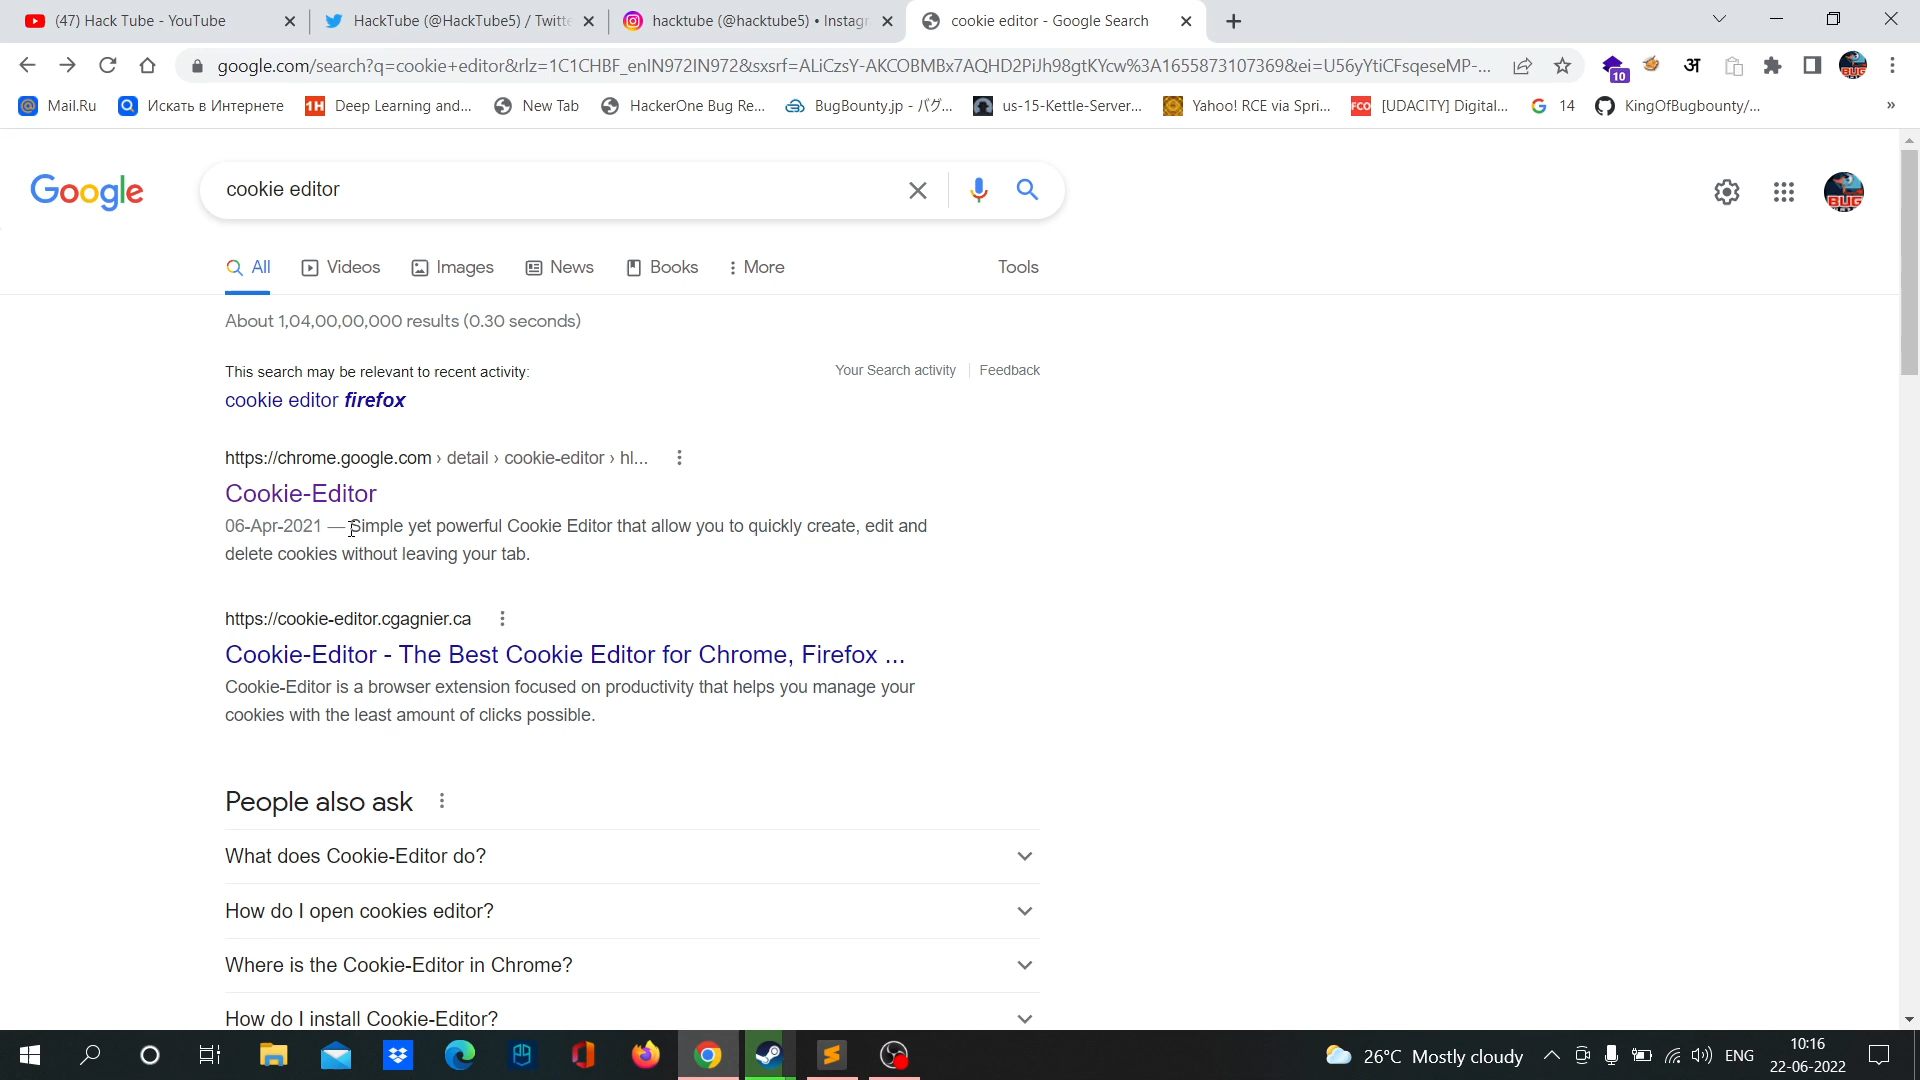 (47) Hack Tube - YouTube
HackTube (@HackTube5) / Twitte
hacktube (@hacktube5) • Instagr
cookie editor - Google Search
google.com/search?q=cookie+editor&rlz=1C1CHBF_enIN972IN972&sxsrf=ALiCzsY-AKCOBMBx7AQHD2PiJh98gtKYcw%3A1655873107369&ei=U56yYtiCFsqeseMP-...
10
अ
BUG
Mail.Ru
Искать в Интернете
1H
Deep Learning and...
New Tab
HackerOne Bug Re...
BugBounty.jp - バグ...
us-15-Kettle-Server...
Yahoo! RCE via Spri...
FCO
[UDACITY] Digital...
14
KingOfBugbounty/...
»
Google
cookie editor
BUG
All
Videos
Images
News
Books
More
Tools
About 1,04,00,00,000 results (0.30 seconds)
This search may be relevant to recent activity:
Your Search activity
Feedback
cookie editor firefox
https://chrome.google.com › detail › cookie-editor › hl...
Cookie-Editor
06-Apr-2021 — Simple yet powerful Cookie Editor that allow you to quickly create, edit and
delete cookies without leaving your tab.
https://cookie-editor.cgagnier.ca
Cookie-Editor - The Best Cookie Editor for Chrome, Firefox ...
Cookie-Editor is a browser extension focused on productivity that helps you manage your
cookies with the least amount of clicks possible.
People also ask
What does Cookie-Editor do?
How do I open cookies editor?
Where is the Cookie-Editor in Chrome?
How do I install Cookie-Editor?
26°C Mostly cloudy
ENG
10:16
22-06-2022